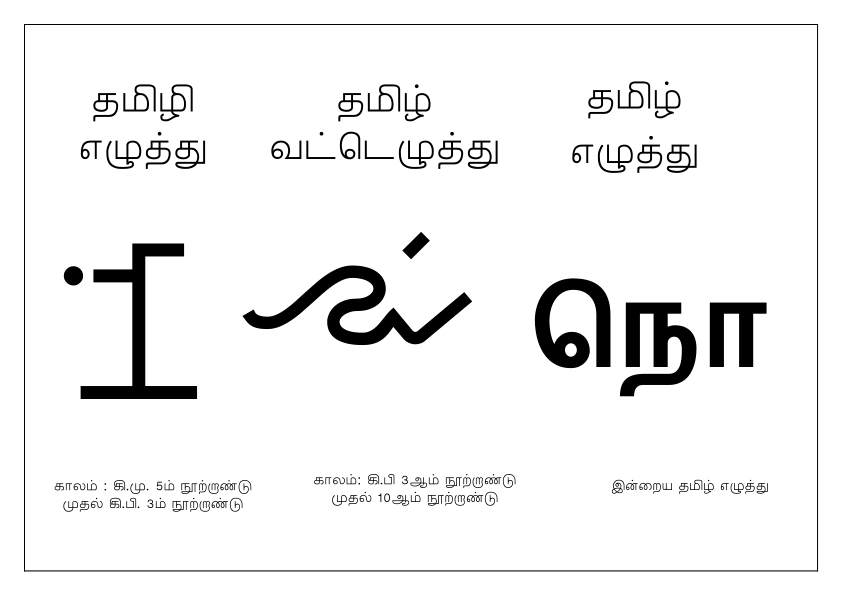 தமிழி
எழுத்து
தமிழ்
வட்டெழுத்து
தமிழ்
எழுத்து
நொ
காலம் : கி.மு. 5ம் நூற்றாண்டு
முதல் கி.பி. 3ம் நூற்றாண்டு
காலம்: கி.பி 3ஆம் நூற்றாண்டு
முதல் 10ஆம் நூற்றாண்டு
இன்றைய தமிழ் எழுத்து